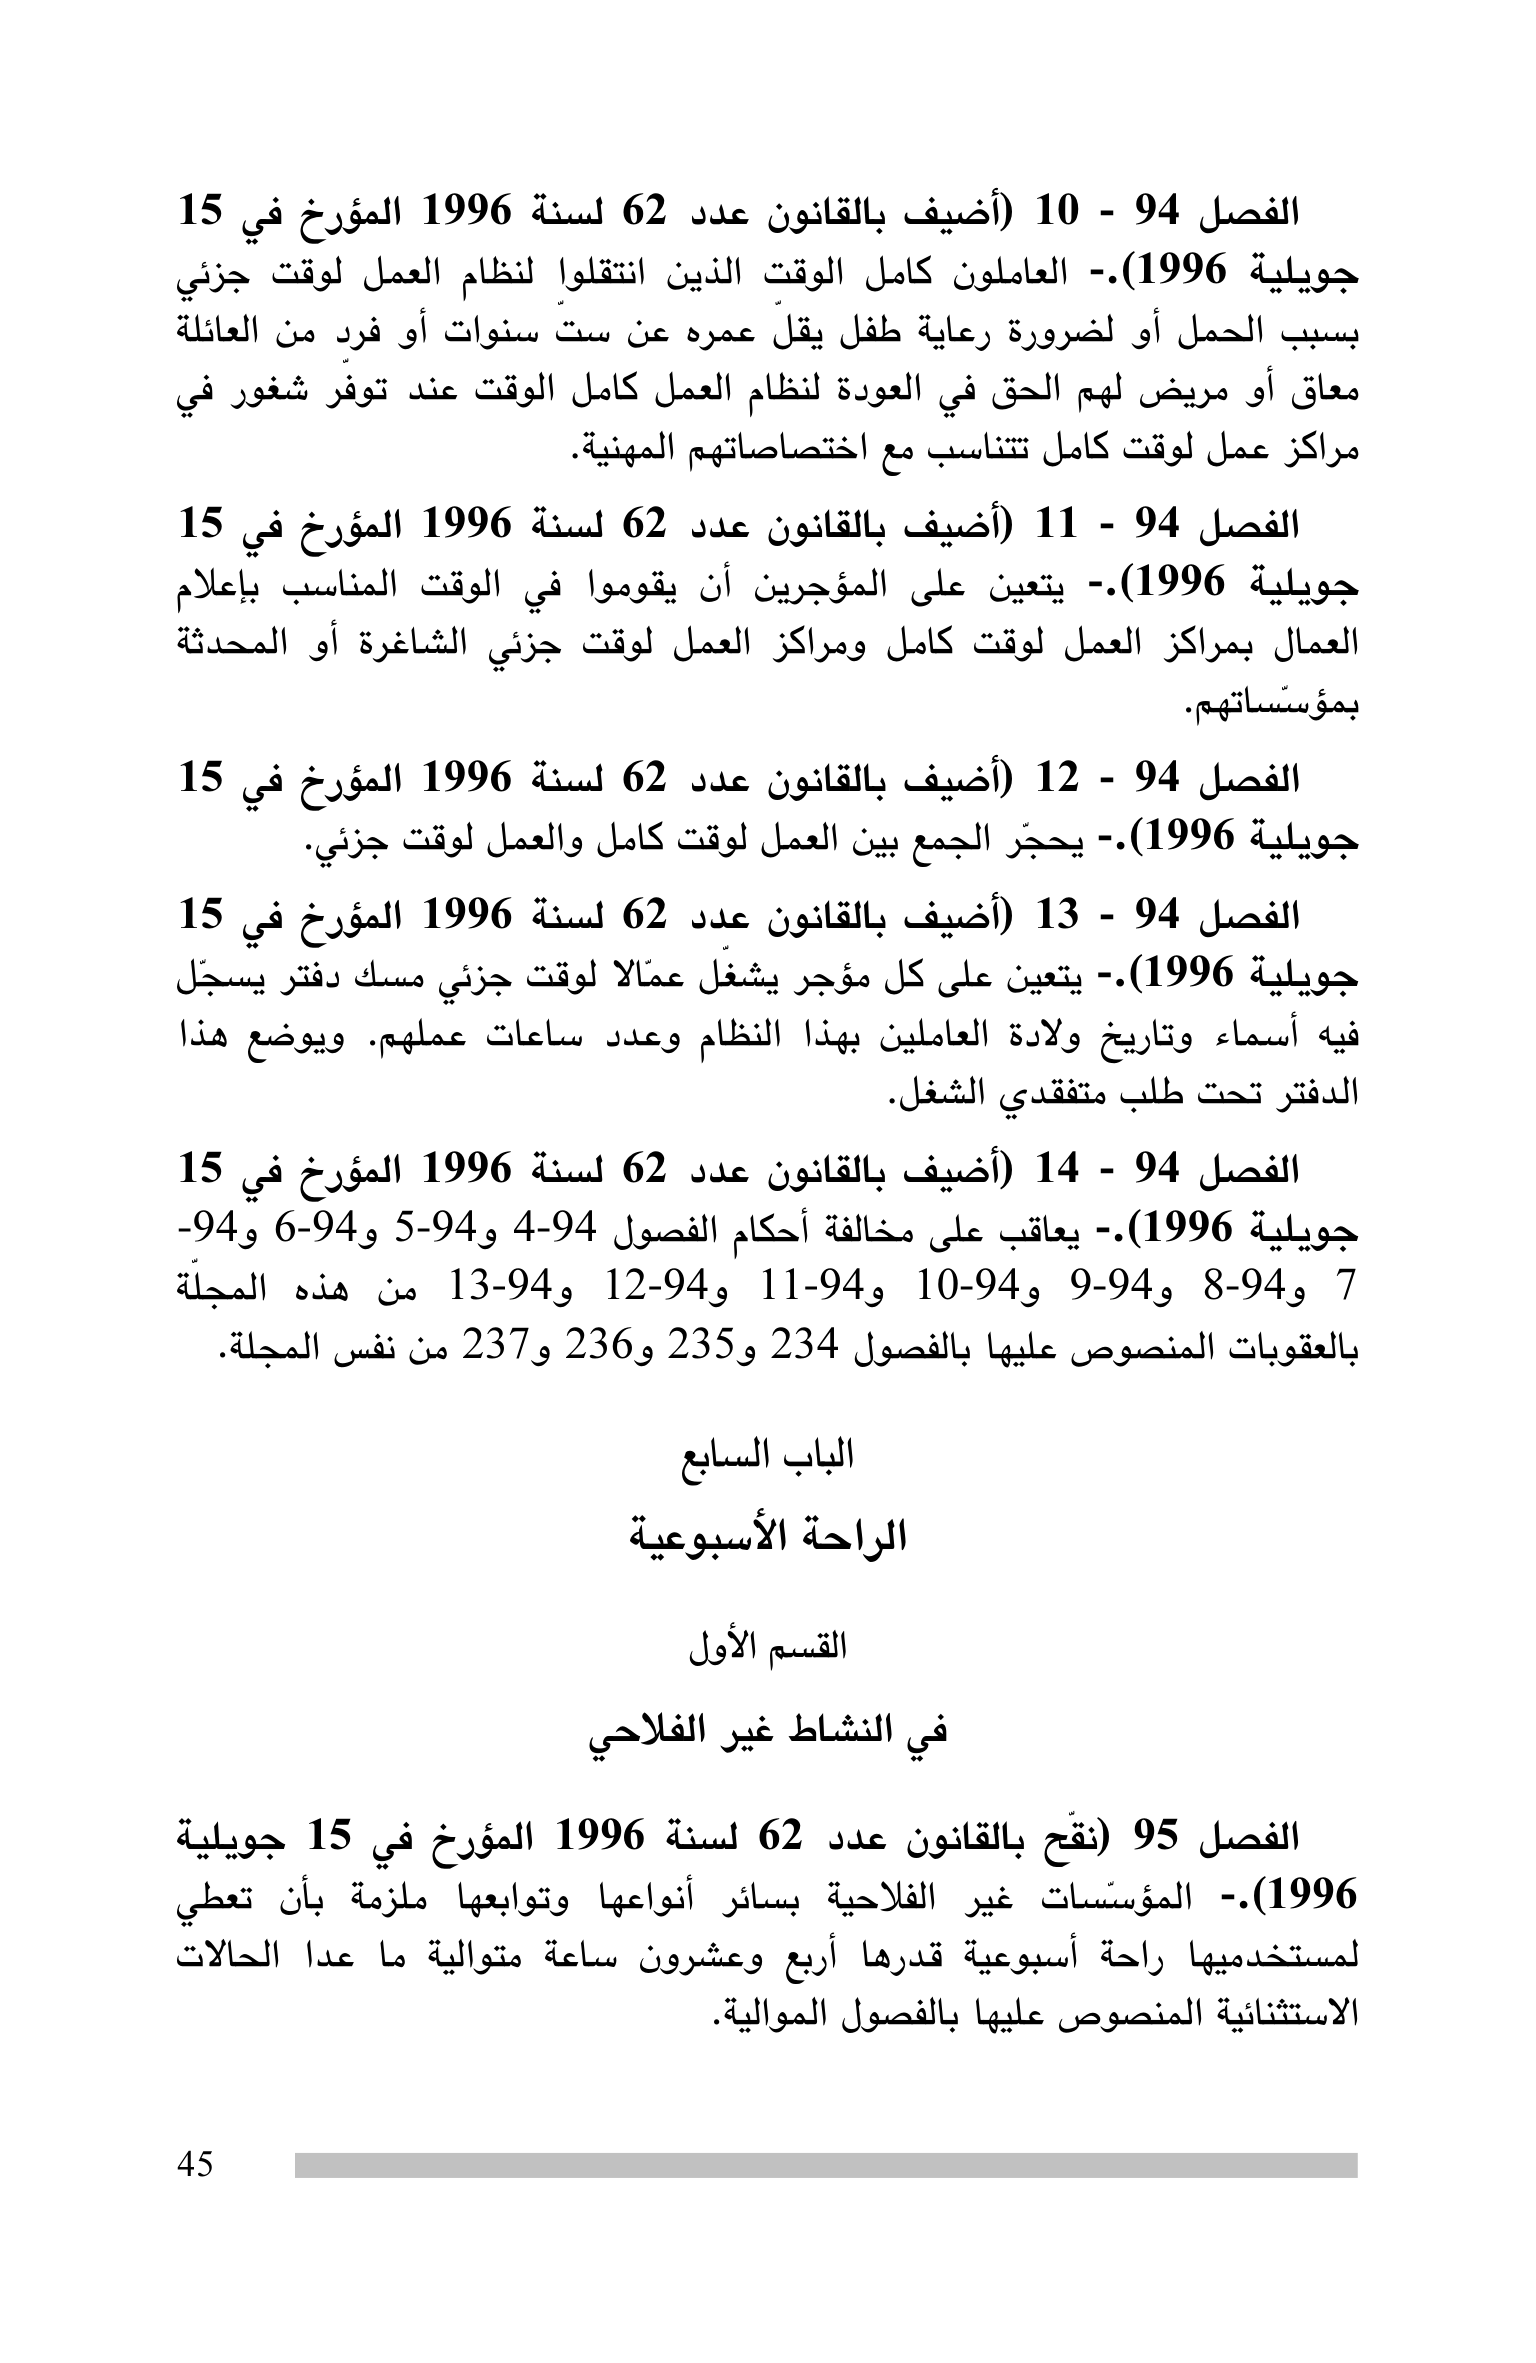 الفصل 94 - 10 (أضيف بالقانون عدد 62 لسنة 1996 المؤرخ في 15
جويلية 1996).- العاملون كامل الوقت الذين انتقلوا لنظام العمل لوقت جزئي
بسبب الحمل أو لضرورة رعاية طفل يقلّ عمره عن ستّ سنوات أو فرد من العائلة
معاق أو مريض لهم الحق في العودة لنظام العمل كامل الوقت عند توفّر شغور في
مراكز عمل لوقت كامل تتناسب مع اختصاصاتهم المهنية.
الفصل 94 - 11 (أضيف بالقانون عدد 62 لسنة 1996 المؤرخ في 15
جويلية 1996).- يتعين على المؤجرين أن يقوموا في الوقت المناسب بإعلام
العمال بمراكز العمل لوقت كامل ومراكز العمل لوقت جزئي الشاغرة أو المحدثة
بمؤسّساتهم.
الفصل 94 - 12 (أضيف بالقانون عدد 62 لسنة 1996 المؤرخ في 15
جويلية 1996).- يحجّر الجمع بين العمل لوقت كامل والعمل لوقت جزئي.
الفصل 94 - 13 (أضيف بالقانون عدد 62 لسنة 1996 المؤرخ في 15
جويلية 1996).- يتعين على كل مؤجر يشغّل عمّالا لوقت جزئي مسك دفتر يسجّل
فيه أسماء وتاريخ ولادة العاملين بهذا النظام وعدد ساعات عملهم. ويوضع هذا
الدفتر تحت طلب متفقدي الشغل.
الفصل 94 - 14 (أضيف بالقانون عدد 62 لسنة 1996 المؤرخ في 15
جويلية 1996).- يعاقب على مخالفة أحكام الفصول 94-4 و94-5 و94-6 و94-
7 و94-8 و94-9 و94-10 و94-11 و94-12 و94-13 من هذه المجلّة
بالعقوبات المنصوص عليها بالفصول 234 و235 و236 و237 من نفس المجلة.
الباب السابع
الراحة الأسبوعية
القسم الأول
في النشاط غير الفلاحي
الفصل 95 (نقّح بالقانون عدد 62 لسنة 1996 المؤرخ في 15 جويلية
1996).- المؤسّسات غير الفلاحية بسائر أنواعها وتوابعها ملزمة بأن تعطي
لمستخدميها راحة أسبوعية قدرها أربع وعشرون ساعة متوالية ما عدا الحالات
الاستثنائية المنصوص عليها بالفصول الموالية.
45